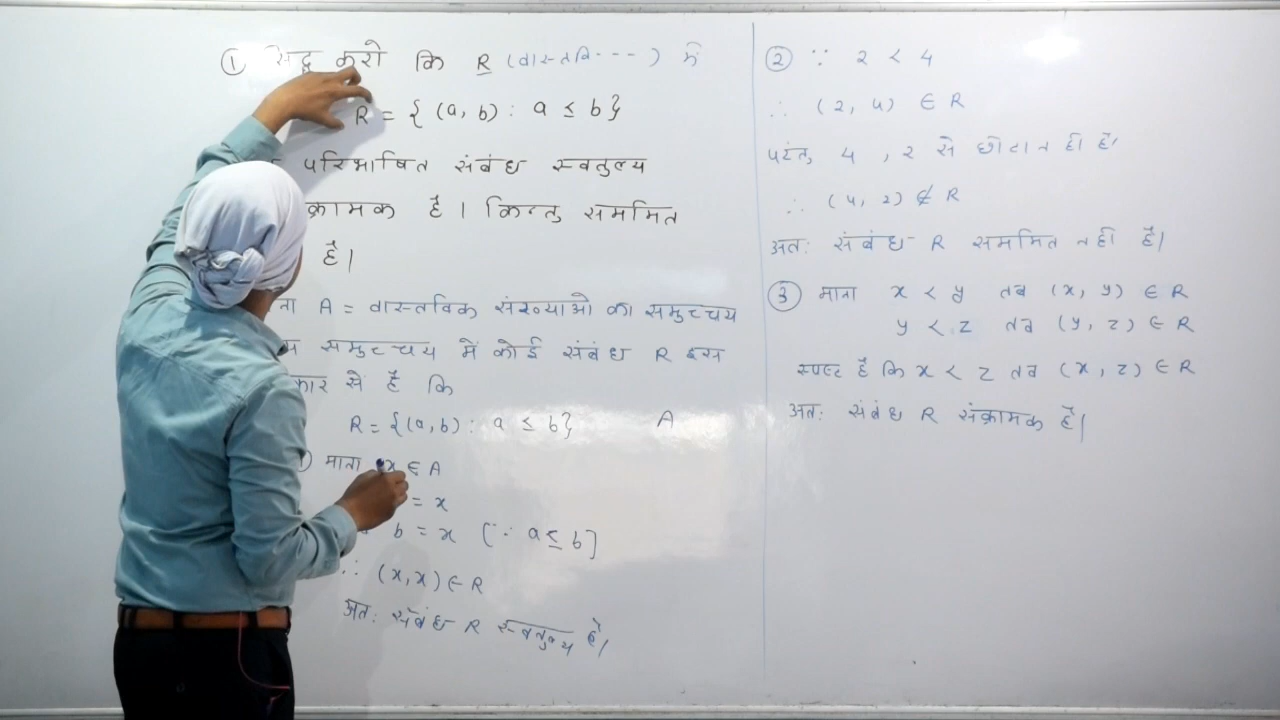 ① सिद्ध करो कि R (वास्तवि---) में
R = { (a, b) : a ≤ b}
परिभाषित संबंध स्वतुल्य
क्रामक है । किन्तु सममित
है।
ना A = वास्तविक संख्याओ का समुच्चय
समुच्चय में कोई संबंध R इस
कार से है कि
R = {(a, b) : a ≤ b} A
① माना x ∈ A
= x
b = x [∵ a ≤ b]
∴ (x, x) ∈ R
अतः संबंध R स्वतुल्य है।
② ∵ 2 < 4
∴ (2, 4) ∈ R
परंतु 4 , 2 से छोटा नही है।
∴ (4, 2) ∉ R
अतः संबंध R सममित नही है।
③ माना x < y तब (x, y) ∈ R
y < z तब (y, z) ∈ R
स्पष्ट है कि x < z तब (x, z) ∈ R
अतः संबंध R संक्रामक है।